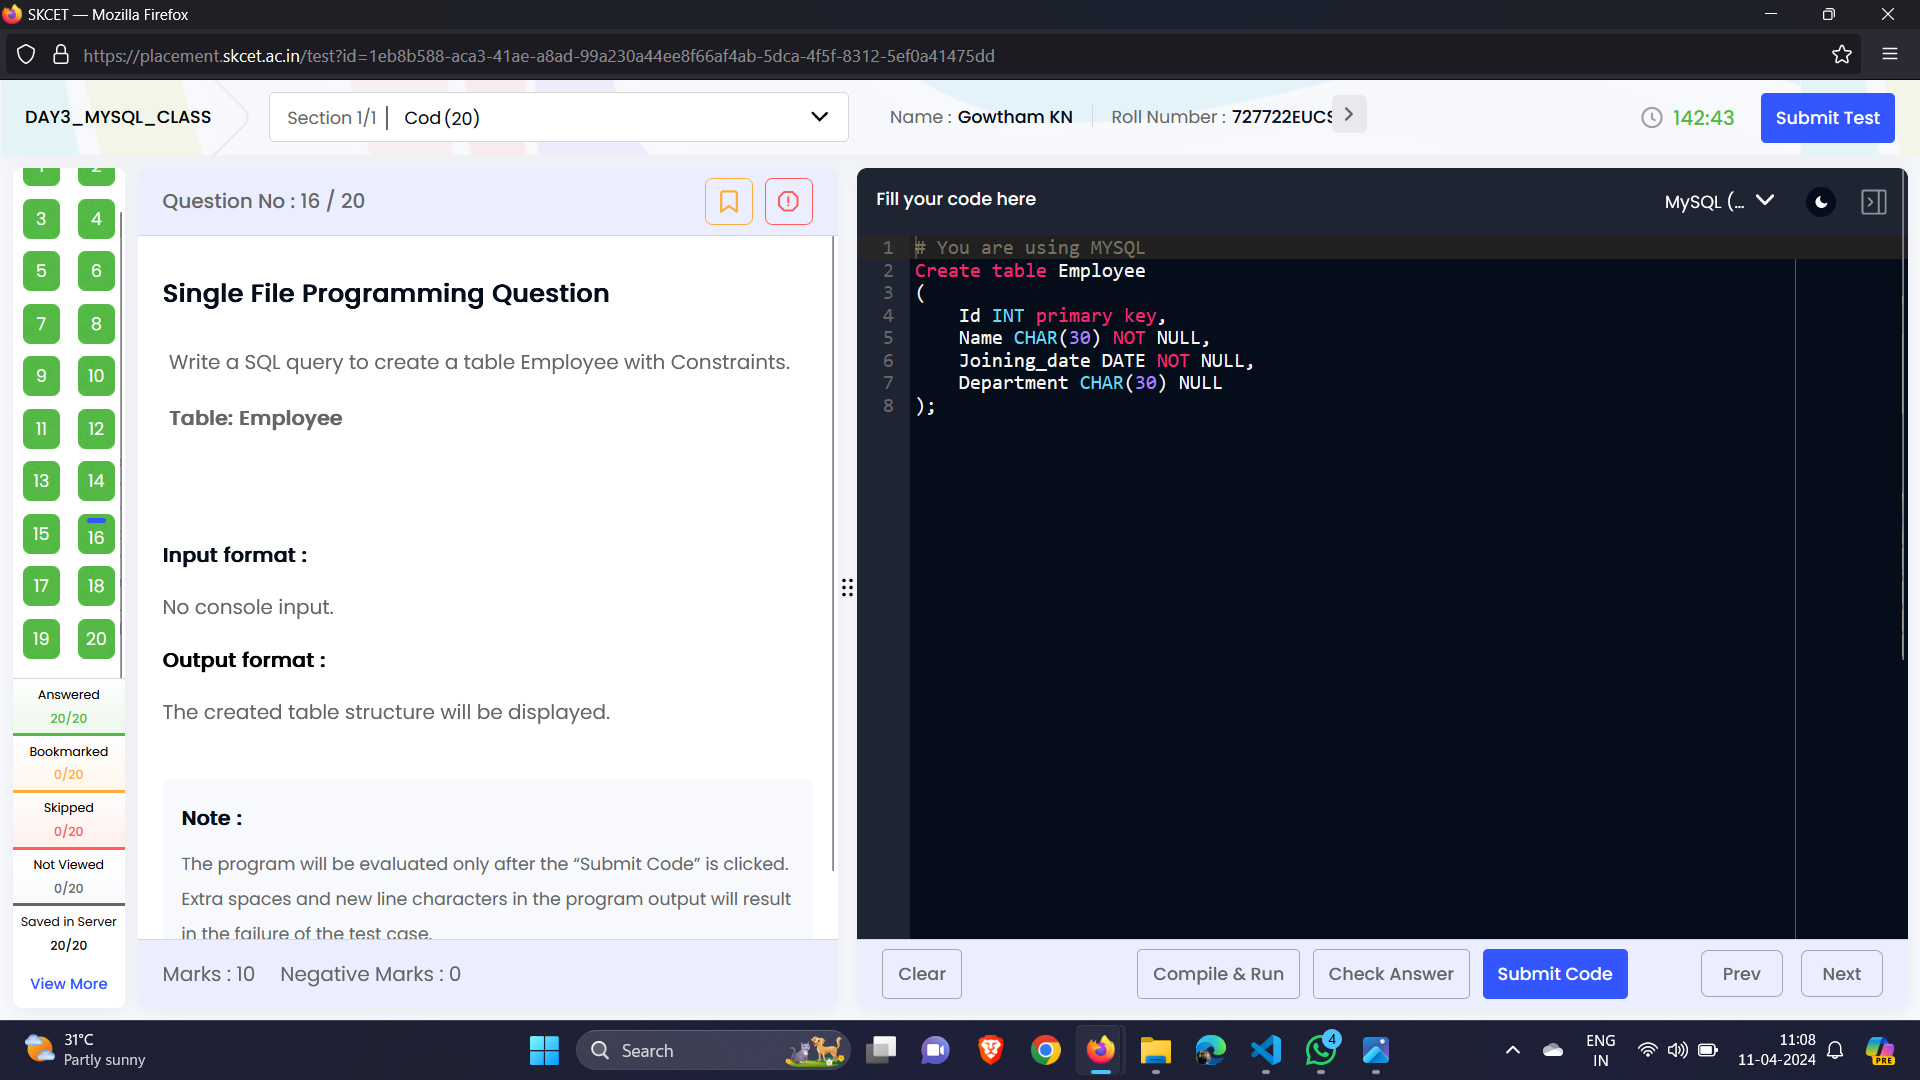 SKCET — Mozilla Firefox
https://placement.skcet.ac.in/test?id=1eb8b588-aca3-41ae-a8ad-99a230a44ee8f66af4ab-5dca-4f5f-8312-5ef0a41475dd
DAY3_MYSQL_CLASS
Section 1/1 | Cod (20)
Name : Gowtham KN
Roll Number : 727722EUCS
142:43
Submit Test
3 4
5 6
7 8
9 10
11 12
13 14
15 16
17 18
19 20
Answered
20/20
Bookmarked
0/20
Skipped
0/20
Not Viewed
0/20
Saved in Server
20/20
View More
Question No : 16 / 20
Single File Programming Question
Write a SQL query to create a table Employee with Constraints.
Table: Employee
Input format :
No console input.
Output format :
The created table structure will be displayed.
Note :
The program will be evaluated only after the “Submit Code” is clicked.
Extra spaces and new line characters in the program output will result
in the failure of the test case.
Marks : 10 Negative Marks : 0
Fill your code here
MySQL (...
1 # You are using MYSQL
2 Create table Employee
3 (
4 Id INT primary key,
5 Name CHAR(30) NOT NULL,
6 Joining_date DATE NOT NULL,
7 Department CHAR(30) NULL
8 );
Clear
Compile & Run
Check Answer
Submit Code
Prev
Next
31°C
Partly sunny
Search
4
ENG
IN
11:08
11-04-2024
PRE